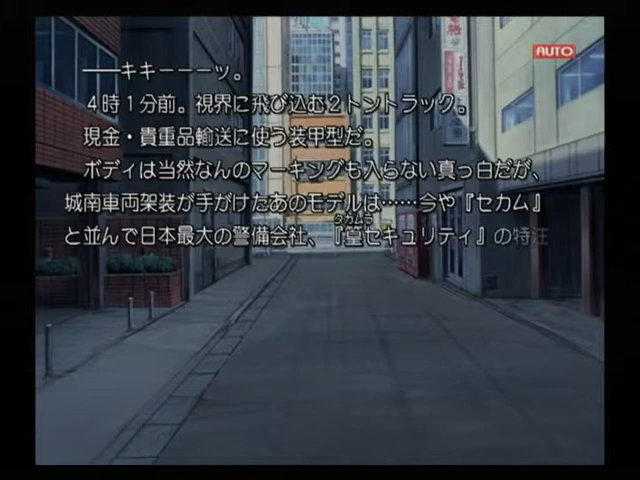 AUTO
――キキーーーッ。
４時１分前。視界に飛び込む２トントラック。
現金・貴重品輸送に使う装甲型だ。
ボディは当然なんのマーキングも入らない真っ白だが、
城南車両架装が手がけたあのモデルは……今や『セカム』
タカムラ
と並んで日本最大の警備会社、『篁セキュリティ』の特注